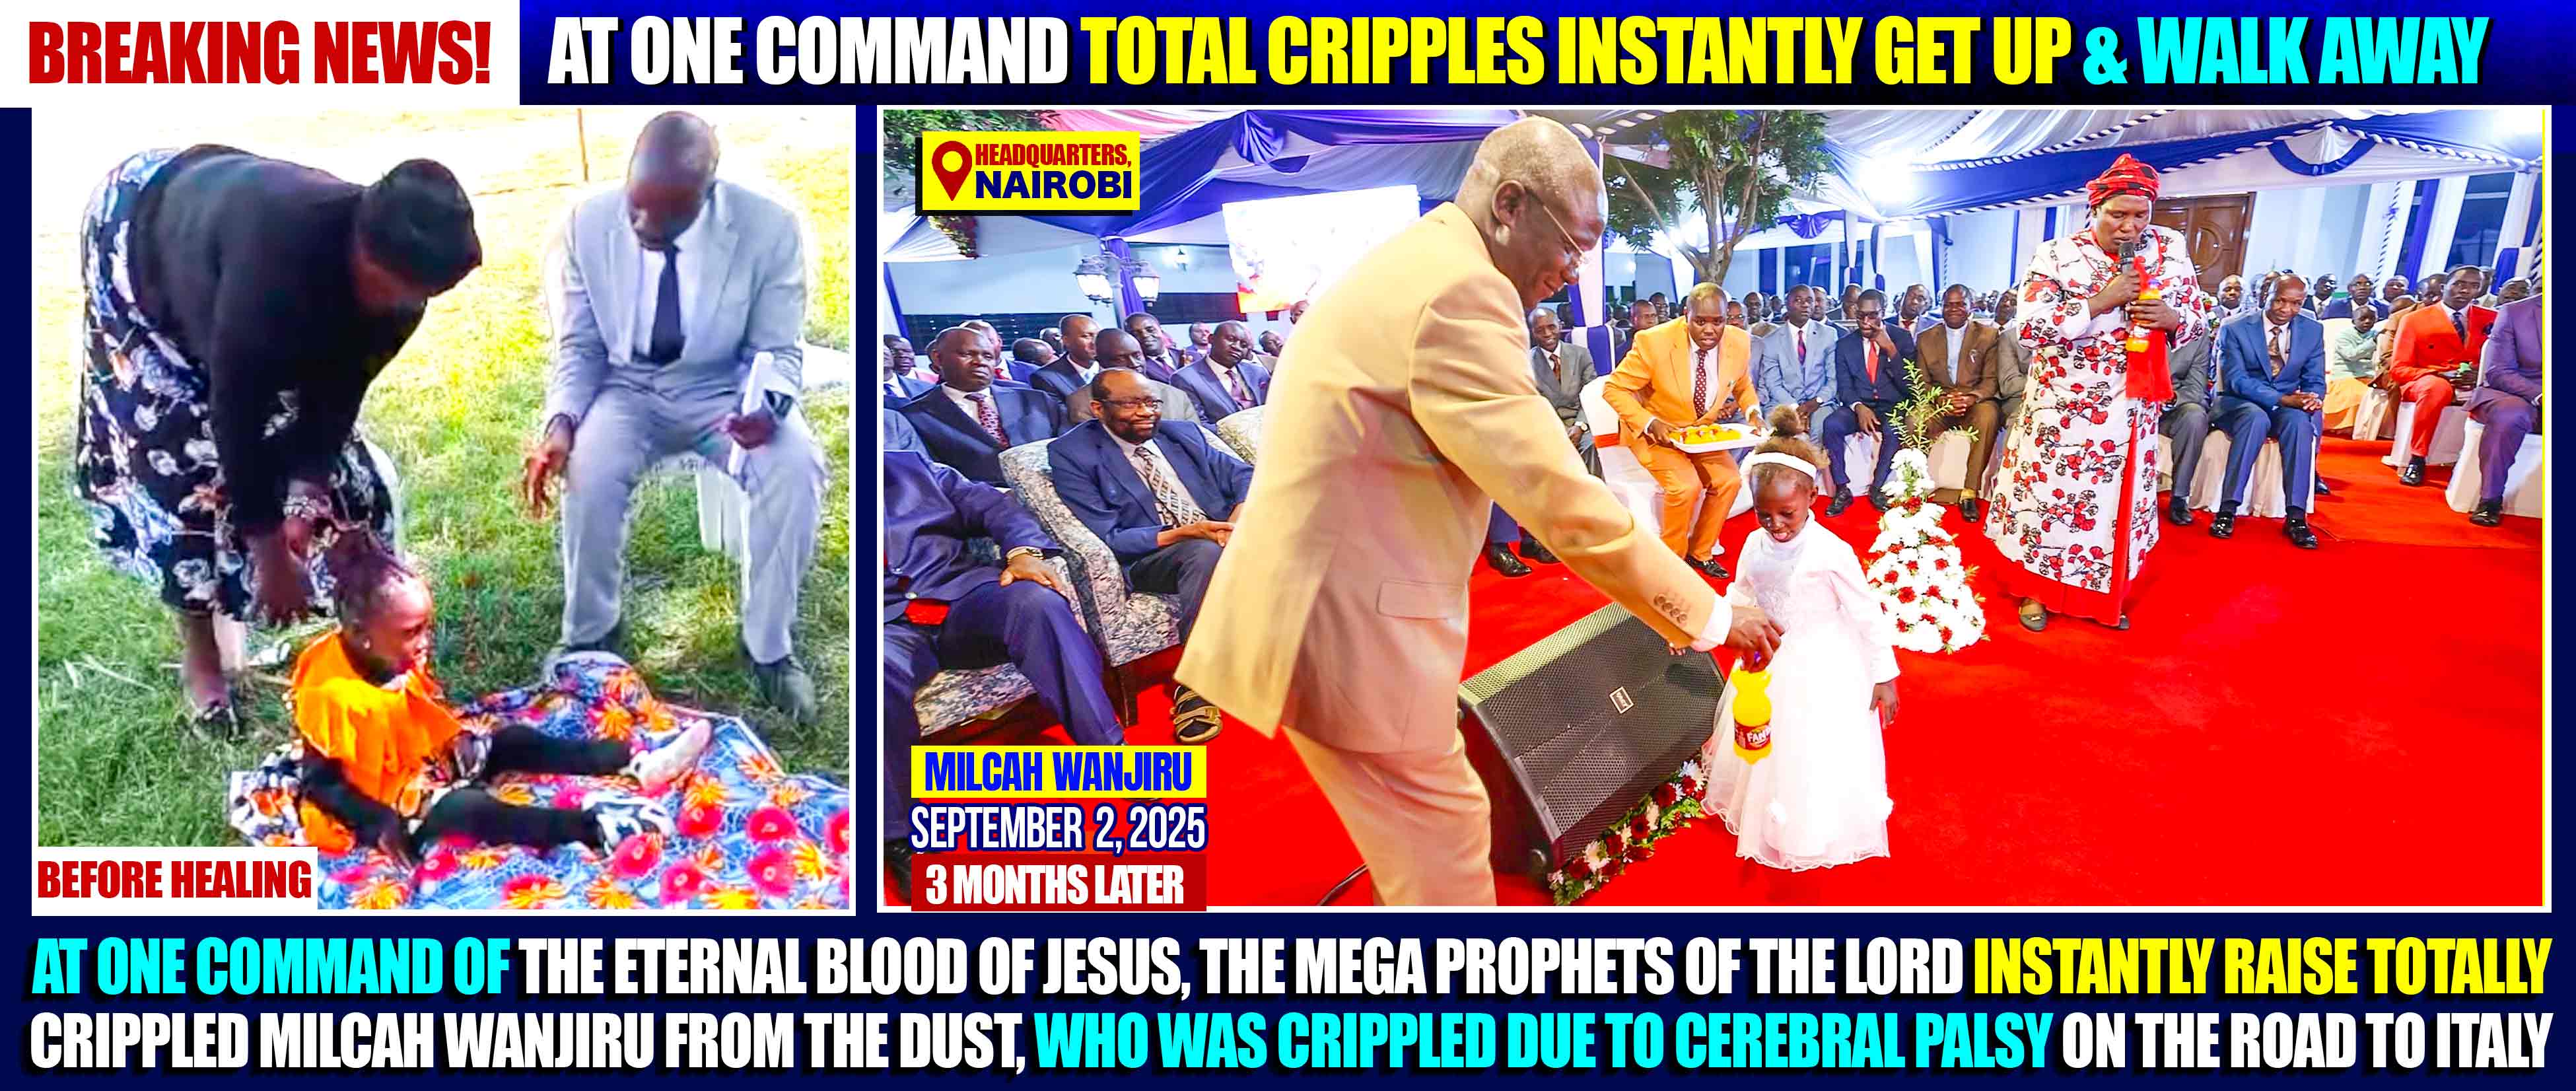 BREAKING NEWS!
AT ONE COMMAND TOTAL CRIPPLES INSTANTLY GET UP & WALK AWAY
HEADQUARTERS,
NAIROBI
FANTA
MILCAH WANJIRU
SEPTEMBER 2, 2025
3 MONTHS LATER
BEFORE HEALING
AT ONE COMMAND OF THE ETERNAL BLOOD OF JESUS, THE MEGA PROPHETS OF THE LORD INSTANTLY RAISE TOTALLY
CRIPPLED MILCAH WANJIRU FROM THE DUST, WHO WAS CRIPPLED DUE TO CEREBRAL PALSY ON THE ROAD TO ITALY